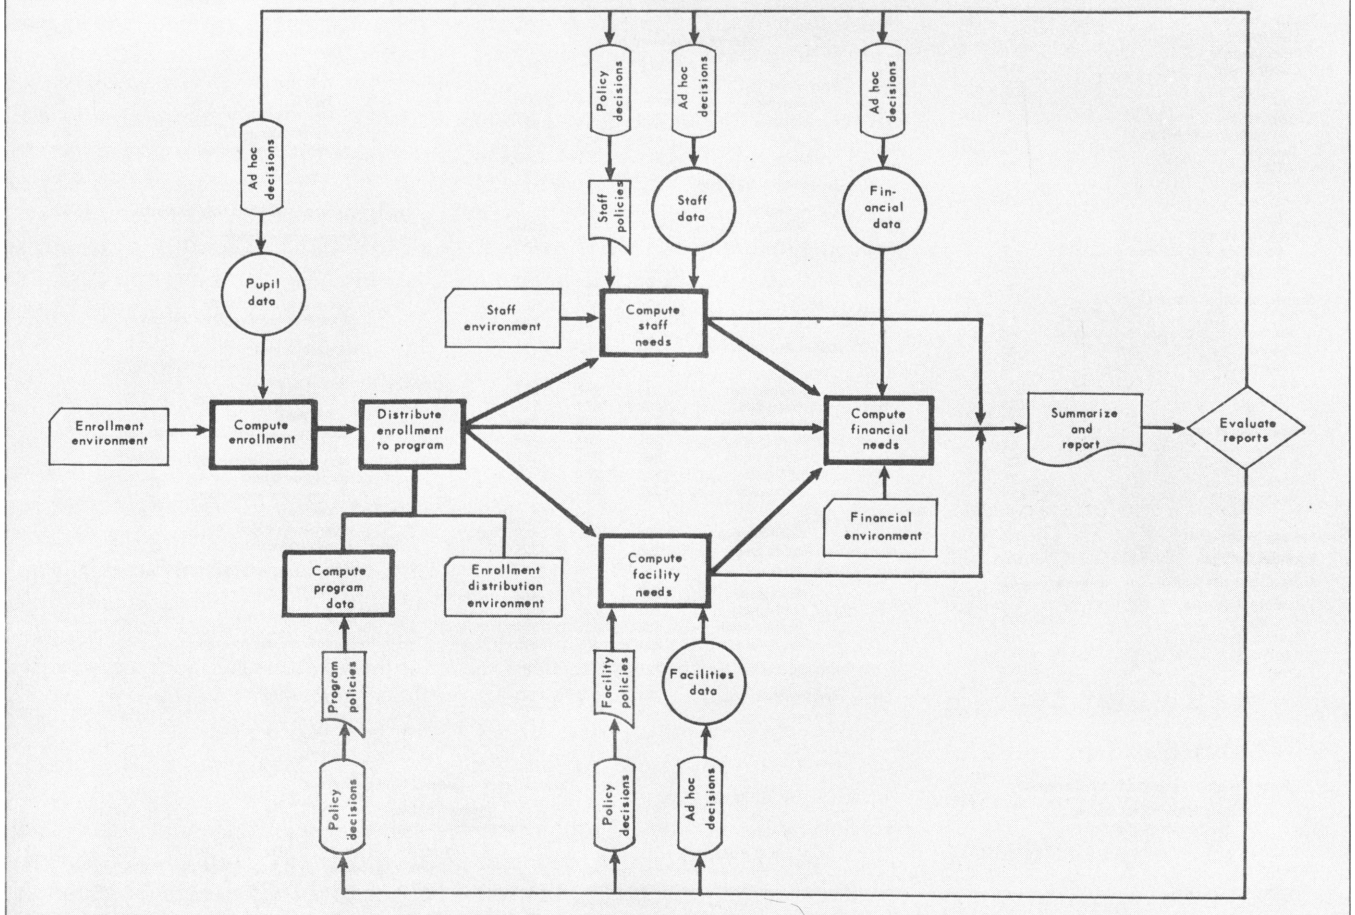 Policy
decisions
Ad hoc
decisions
Ad hoc
decisions
Ad hoc
decisions
Staff
policies
Staff
data
Fin-
ancial
data
Pupil
data
Staff
environment
Compute
staff
needs
Enrollment
environment
Compute
enrollment
Distribute
enrollment
to program
Compute
financial
needs
Summarize
and
report
Evaluate
reports
Financial
environment
Compute
program
data
Enrollment
distribution
environment
Compute
facility
needs
Program
policies
Facility
policies
Facilities
data
Policy
decisions
Policy
decisions
Ad hoc
decisions